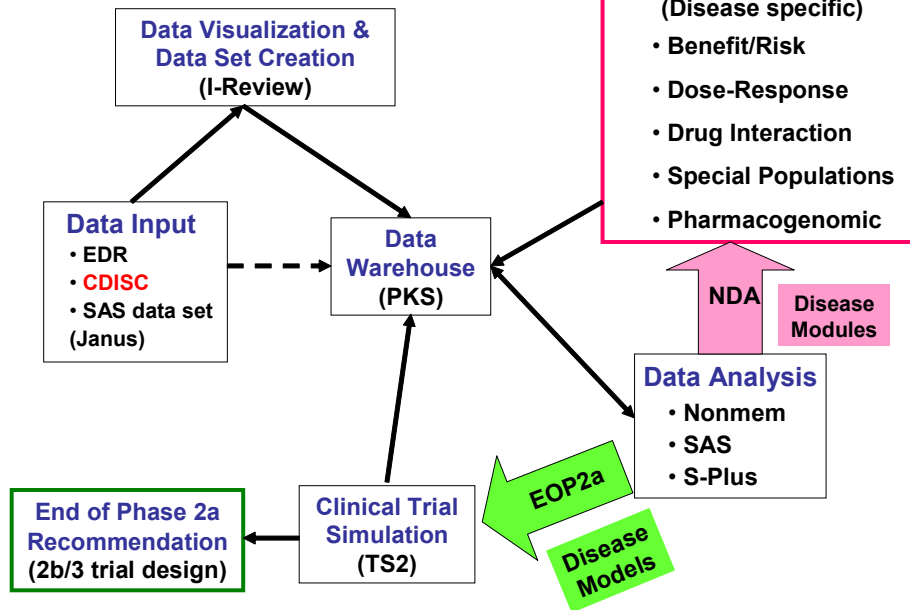 Data Visualization &
Data Set Creation
(I-Review)
(Disease specific)
• Benefit/Risk
• Dose-Response
• Drug Interaction
• Special Populations
• Pharmacogenomic
Data Input
• EDR
• CDISC
• SAS data set
(Janus)
Data
Warehouse
(PKS)
NDA
Disease
Modules
Data Analysis
• Nonmem
• SAS
• S-Plus
EOP2a
Disease
Models
Clinical Trial
Simulation
(TS2)
End of Phase 2a
Recommendation
(2b/3 trial design)